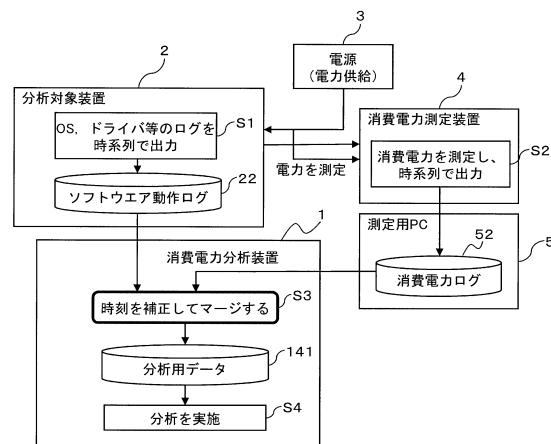 3
電源
(電力供給)
2
分析対象装置
OS, ドライバ等のログを
時系列で出力
S1
ソフトウエア動作ログ
22
電力を測定
4
消費電力測定装置
消費電力を測定し、
時系列で出力
S2
測定用PC
52
消費電力ログ
5
1
消費電力分析装置
時刻を補正してマージする
S3
分析用データ
141
分析を実施
S4